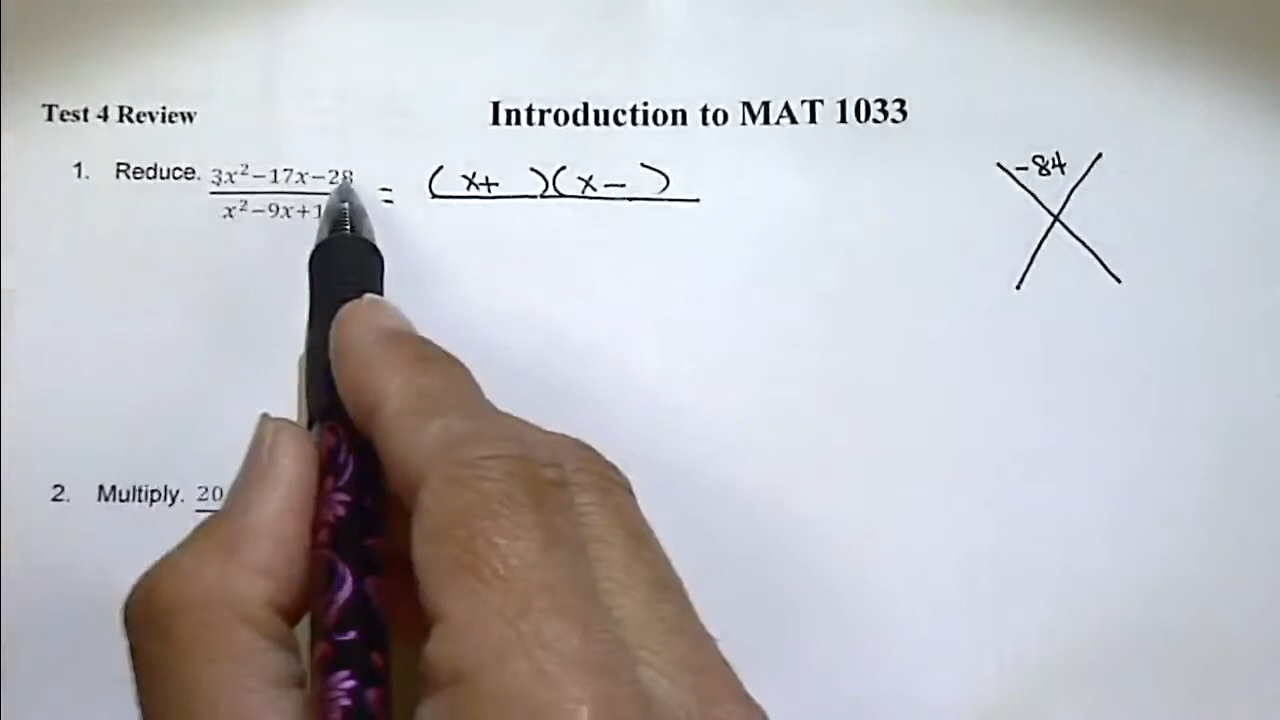 Test 4 Review Introduction to MAT 1033
1. Reduce. 3x²−17x−28 = (x+ )(x− )
x²−9x+1
−84
2. Multiply. 20